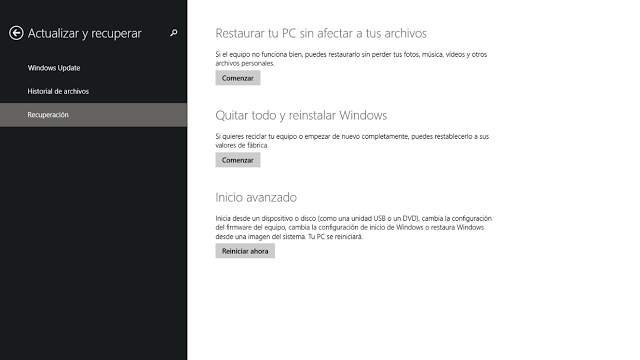 Actualizar y recuperar
Windows Update
Historial de archivos
Recuperación
Restaurar tu PC sin afectar a tus archivos
Si el equipo no funciona bien, puedes restaurarlo sin perder tus fotos, música, vídeos y otros
archivos personales.
Comenzar
Quitar todo y reinstalar Windows
Si quieres reciclar tu equipo o empezar de nuevo completamente, puedes restablecerlo a sus
valores de fábrica.
Comenzar
Inicio avanzado
Inicia desde un dispositivo o disco (como una unidad USB o un DVD), cambia la configuración
del firmware del equipo, cambia la configuración de inicio de Windows o restaura Windows
desde una imagen del sistema. Tu PC se reiniciará.
Reiniciar ahora